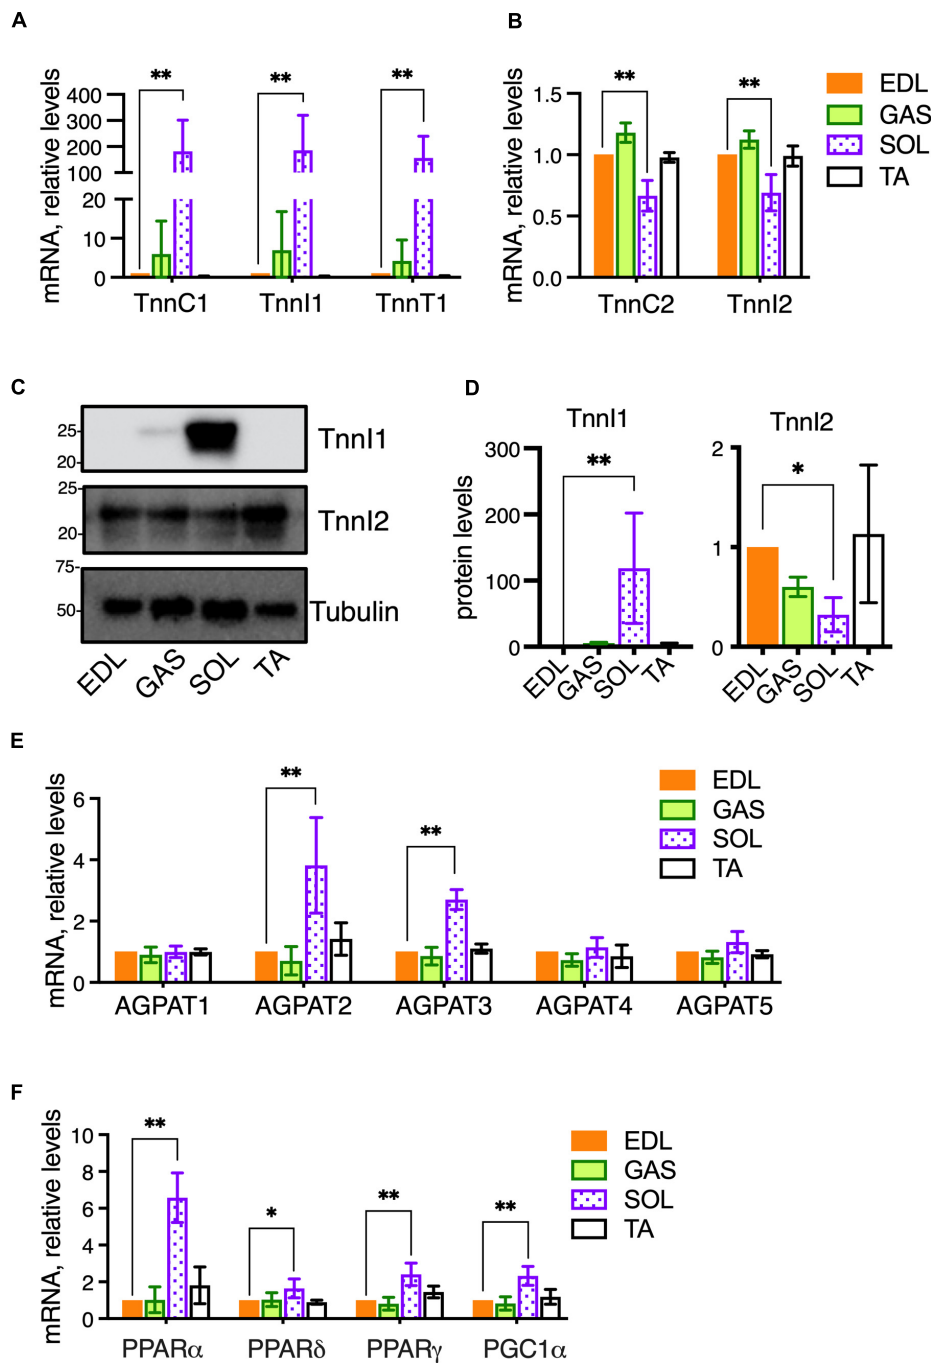 A
mRNA, relative levels
400
300
200
100
20
10
0
**
**
**
TnnC1
TnnI1
TnnT1
B
mRNA, relative levels
1.5
1.0
0.5
0.0
**
**
TnnC2
TnnI2
EDL
GAS
SOL
TA
C
25-
20-
TnnI1
25-
20-
TnnI2
75-
50-
Tubulin
EDL
GAS
SOL
TA
D
TnnI1
protein levels
300
200
100
0
**
EDL
GAS
SOL
TA
TnnI2
2
1
0
*
EDL
GAS
SOL
TA
E
mRNA, relative levels
6
4
2
0
**
**
AGPAT1
AGPAT2
AGPAT3
AGPAT4
AGPAT5
EDL
GAS
SOL
TA
F
mRNA, relative levels
10
8
6
4
2
0
**
*
**
**
PPARα
PPARδ
PPARγ
PGC1α
EDL
GAS
SOL
TA